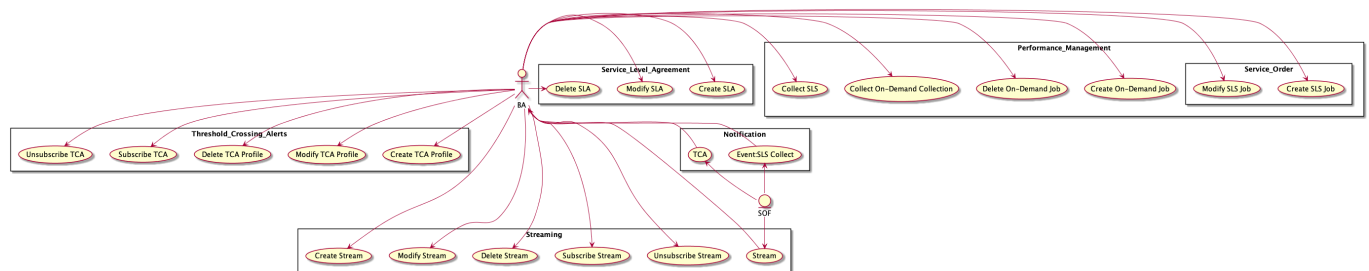 Performance_Management
Service_Level_Agreement
Service_Order
BA
Delete SLA
Modify SLA
Create SLA
Collect SLS
Collect On-Demand Collection
Delete On-Demand Job
Create On-Demand Job
Modify SLS Job
Create SLS Job
Threshold_Crossing_Alerts
Unsubscribe TCA
Subscribe TCA
Delete TCA Profile
Modify TCA Profile
Create TCA Profile
Notification
TCA
Event:SLS Collect
SOF
Streaming
Create Stream
Modify Stream
Delete Stream
Subscribe Stream
Unsubscribe Stream
Stream